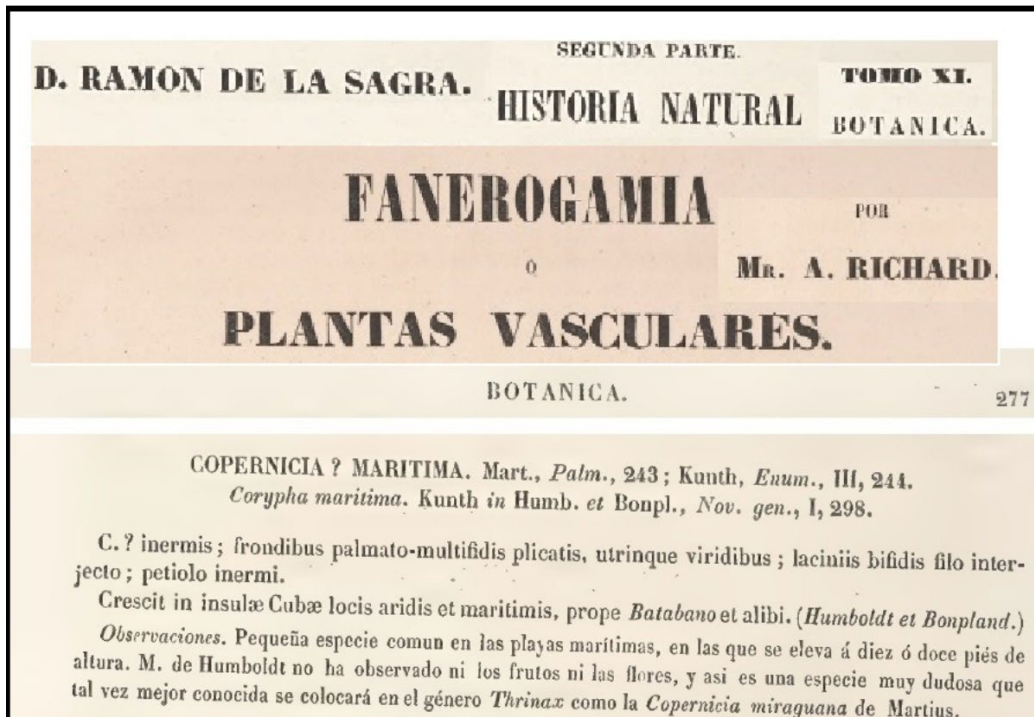 D. RAMON DE LA SAGRA.
SEGUNDA PARTE.
HISTORIA NATURAL
TOMO XI.
BOTANICA.
FANEROGAMIA
O
PLANTAS VASCULARES.
POR
MR. A. RICHARD.
BOTANICA.
277
COPERNICIA ? MARITIMA. Mart., Palm., 243 ; Kunth, Enum., III, 244.
Corypha maritima. Kunth in Humb. et Bonpl., Nov. gen., I, 298.
C. ? inermis ; frondibus palmato-multifidis plicatis, utrinque viridibus ; laciniis bifidis filo inter-
jecto ; petiolo inermi.
Crescit in insulæ Cubæ locis aridis et maritimis, prope Batabano et alibi. (Humboldt et Bonpland.)
Observaciones. Pequeña especie comun en las playas marítimas, en las que se eleva á diez ó doce piés de
altura. M. de Humboldt no ha observado ni los frutos ni las flores, y asi es una especie muy dudosa que
tal vez mejor conocida se colocará en el género Thrinax como la Copernicia miraguana de Martius.